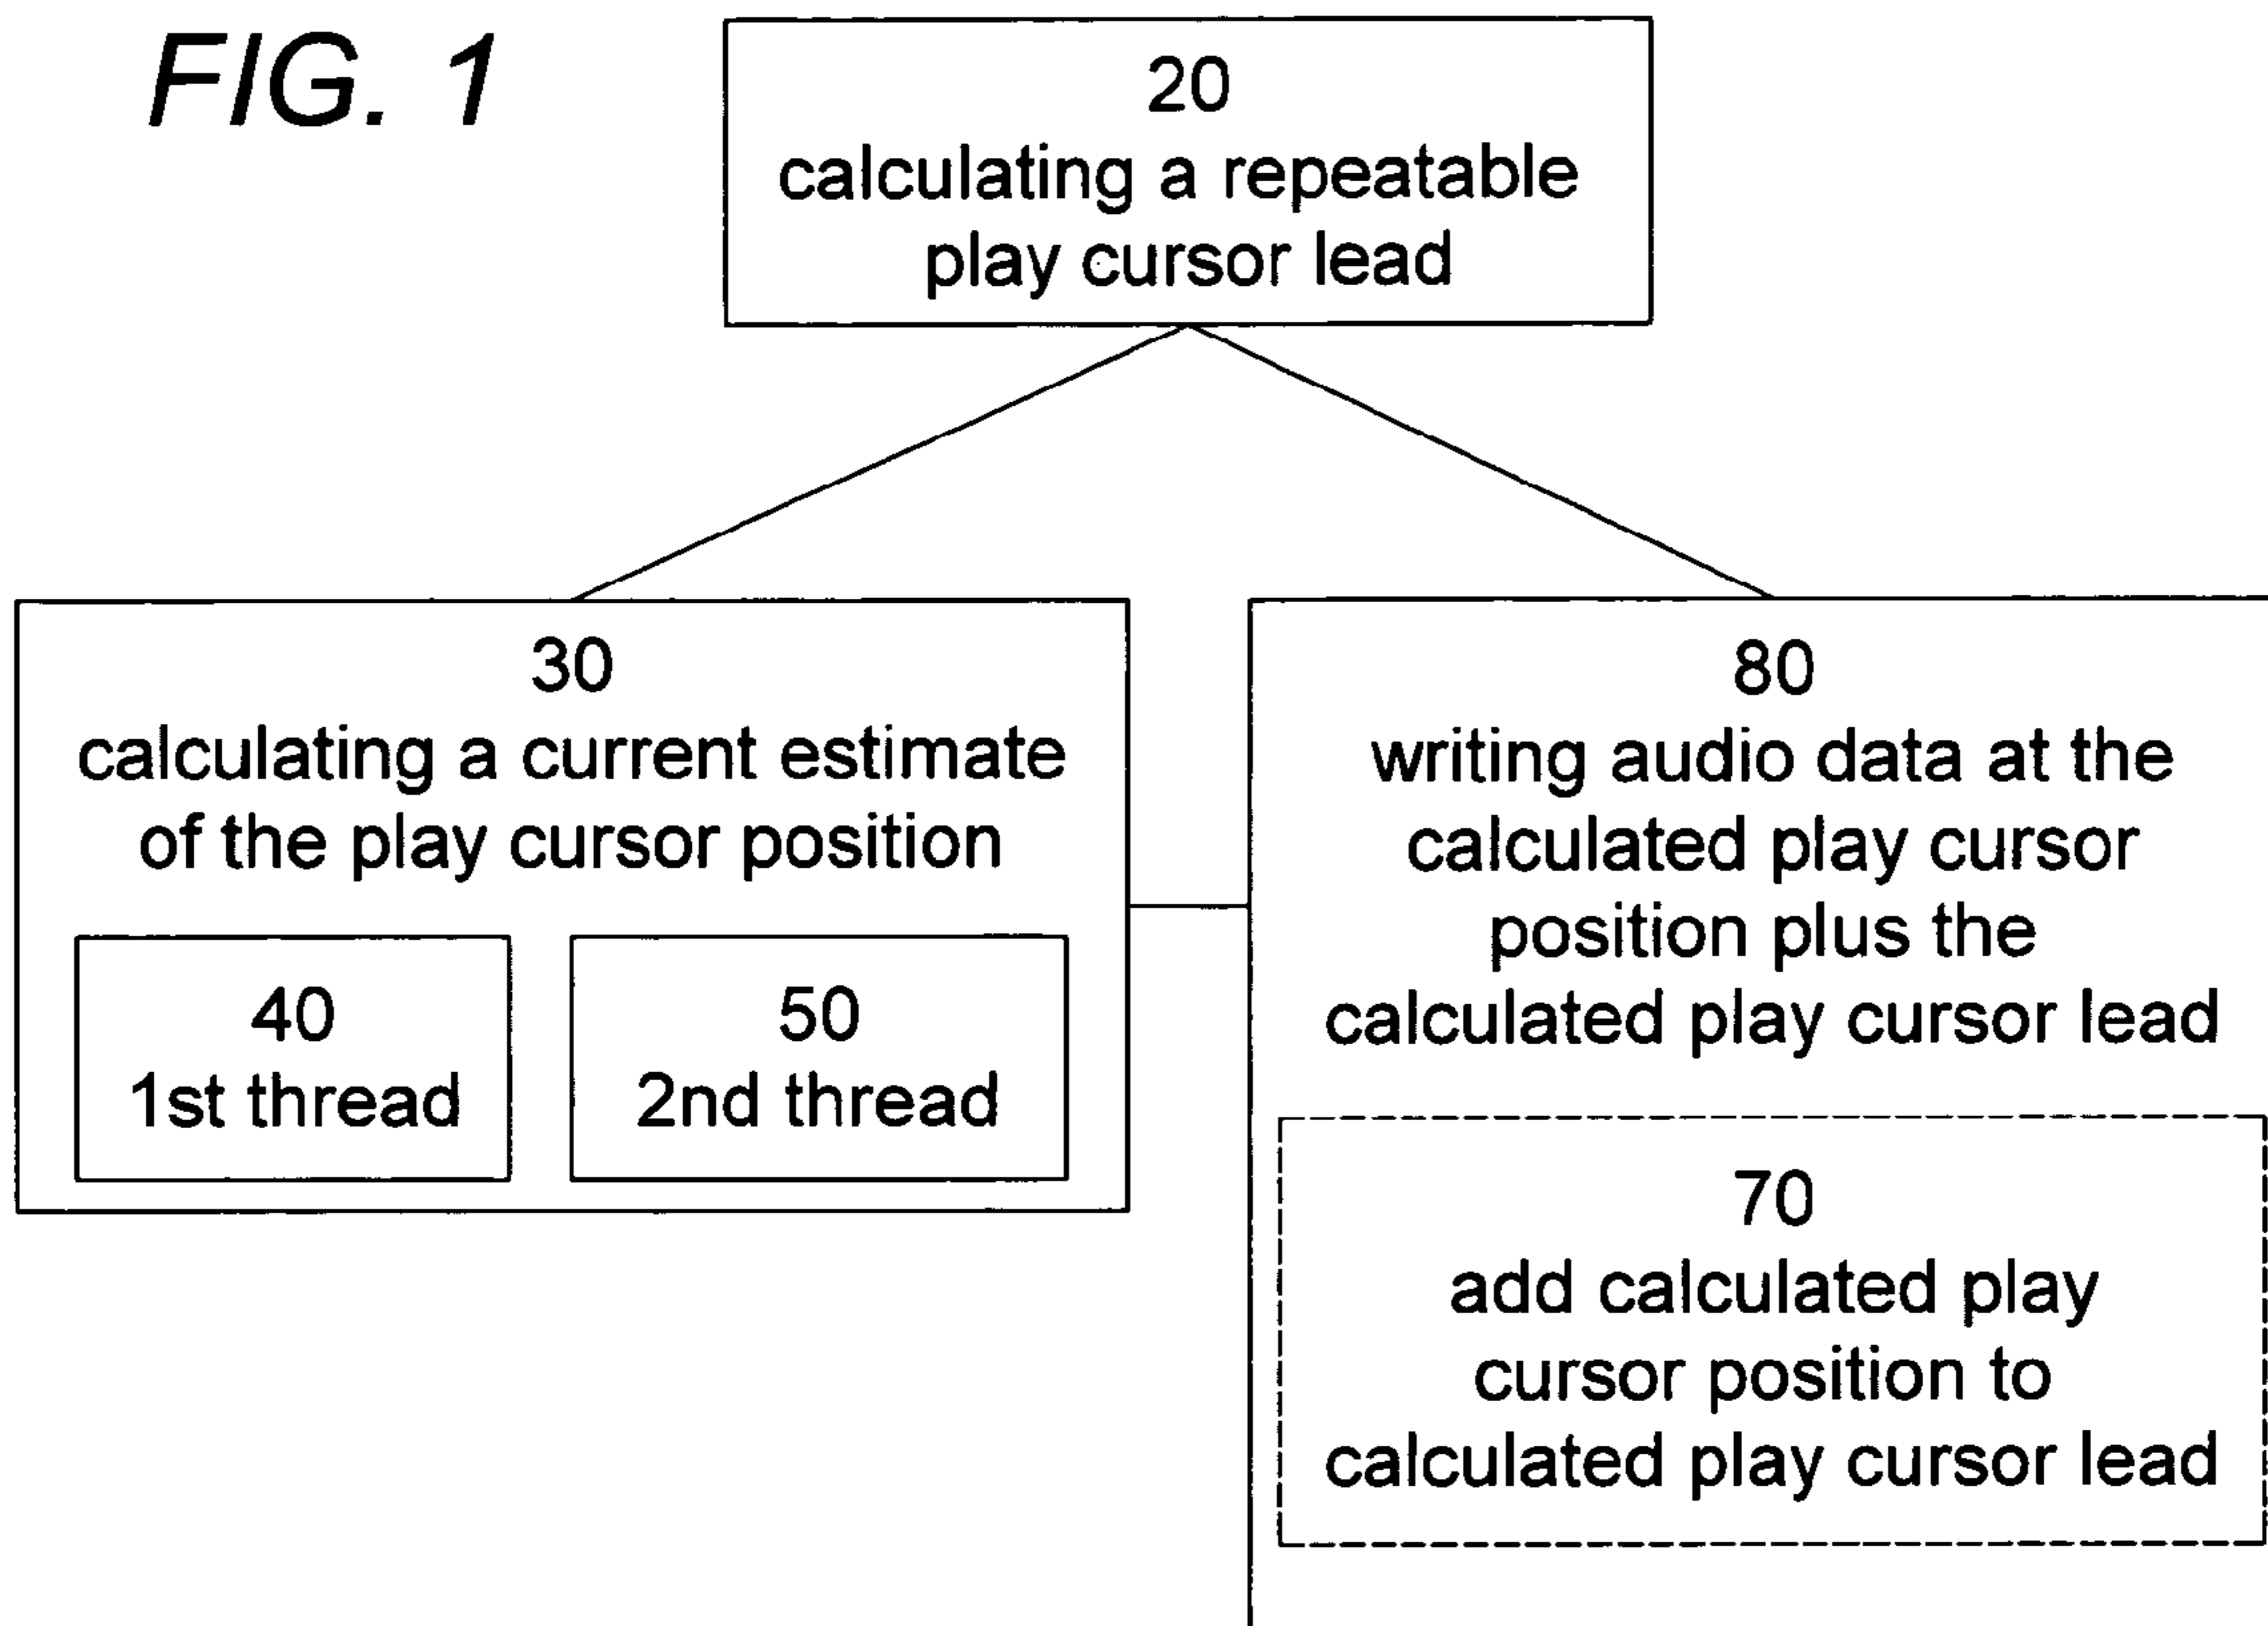 FIG. 1
20
calculating a repeatable
play cursor lead
30
calculating a current estimate
of the play cursor position
40
1st thread
50
2nd thread
80
writing audio data at the
calculated play cursor
position plus the
calculated play cursor lead
70
add calculated play
cursor position to
calculated play cursor lead